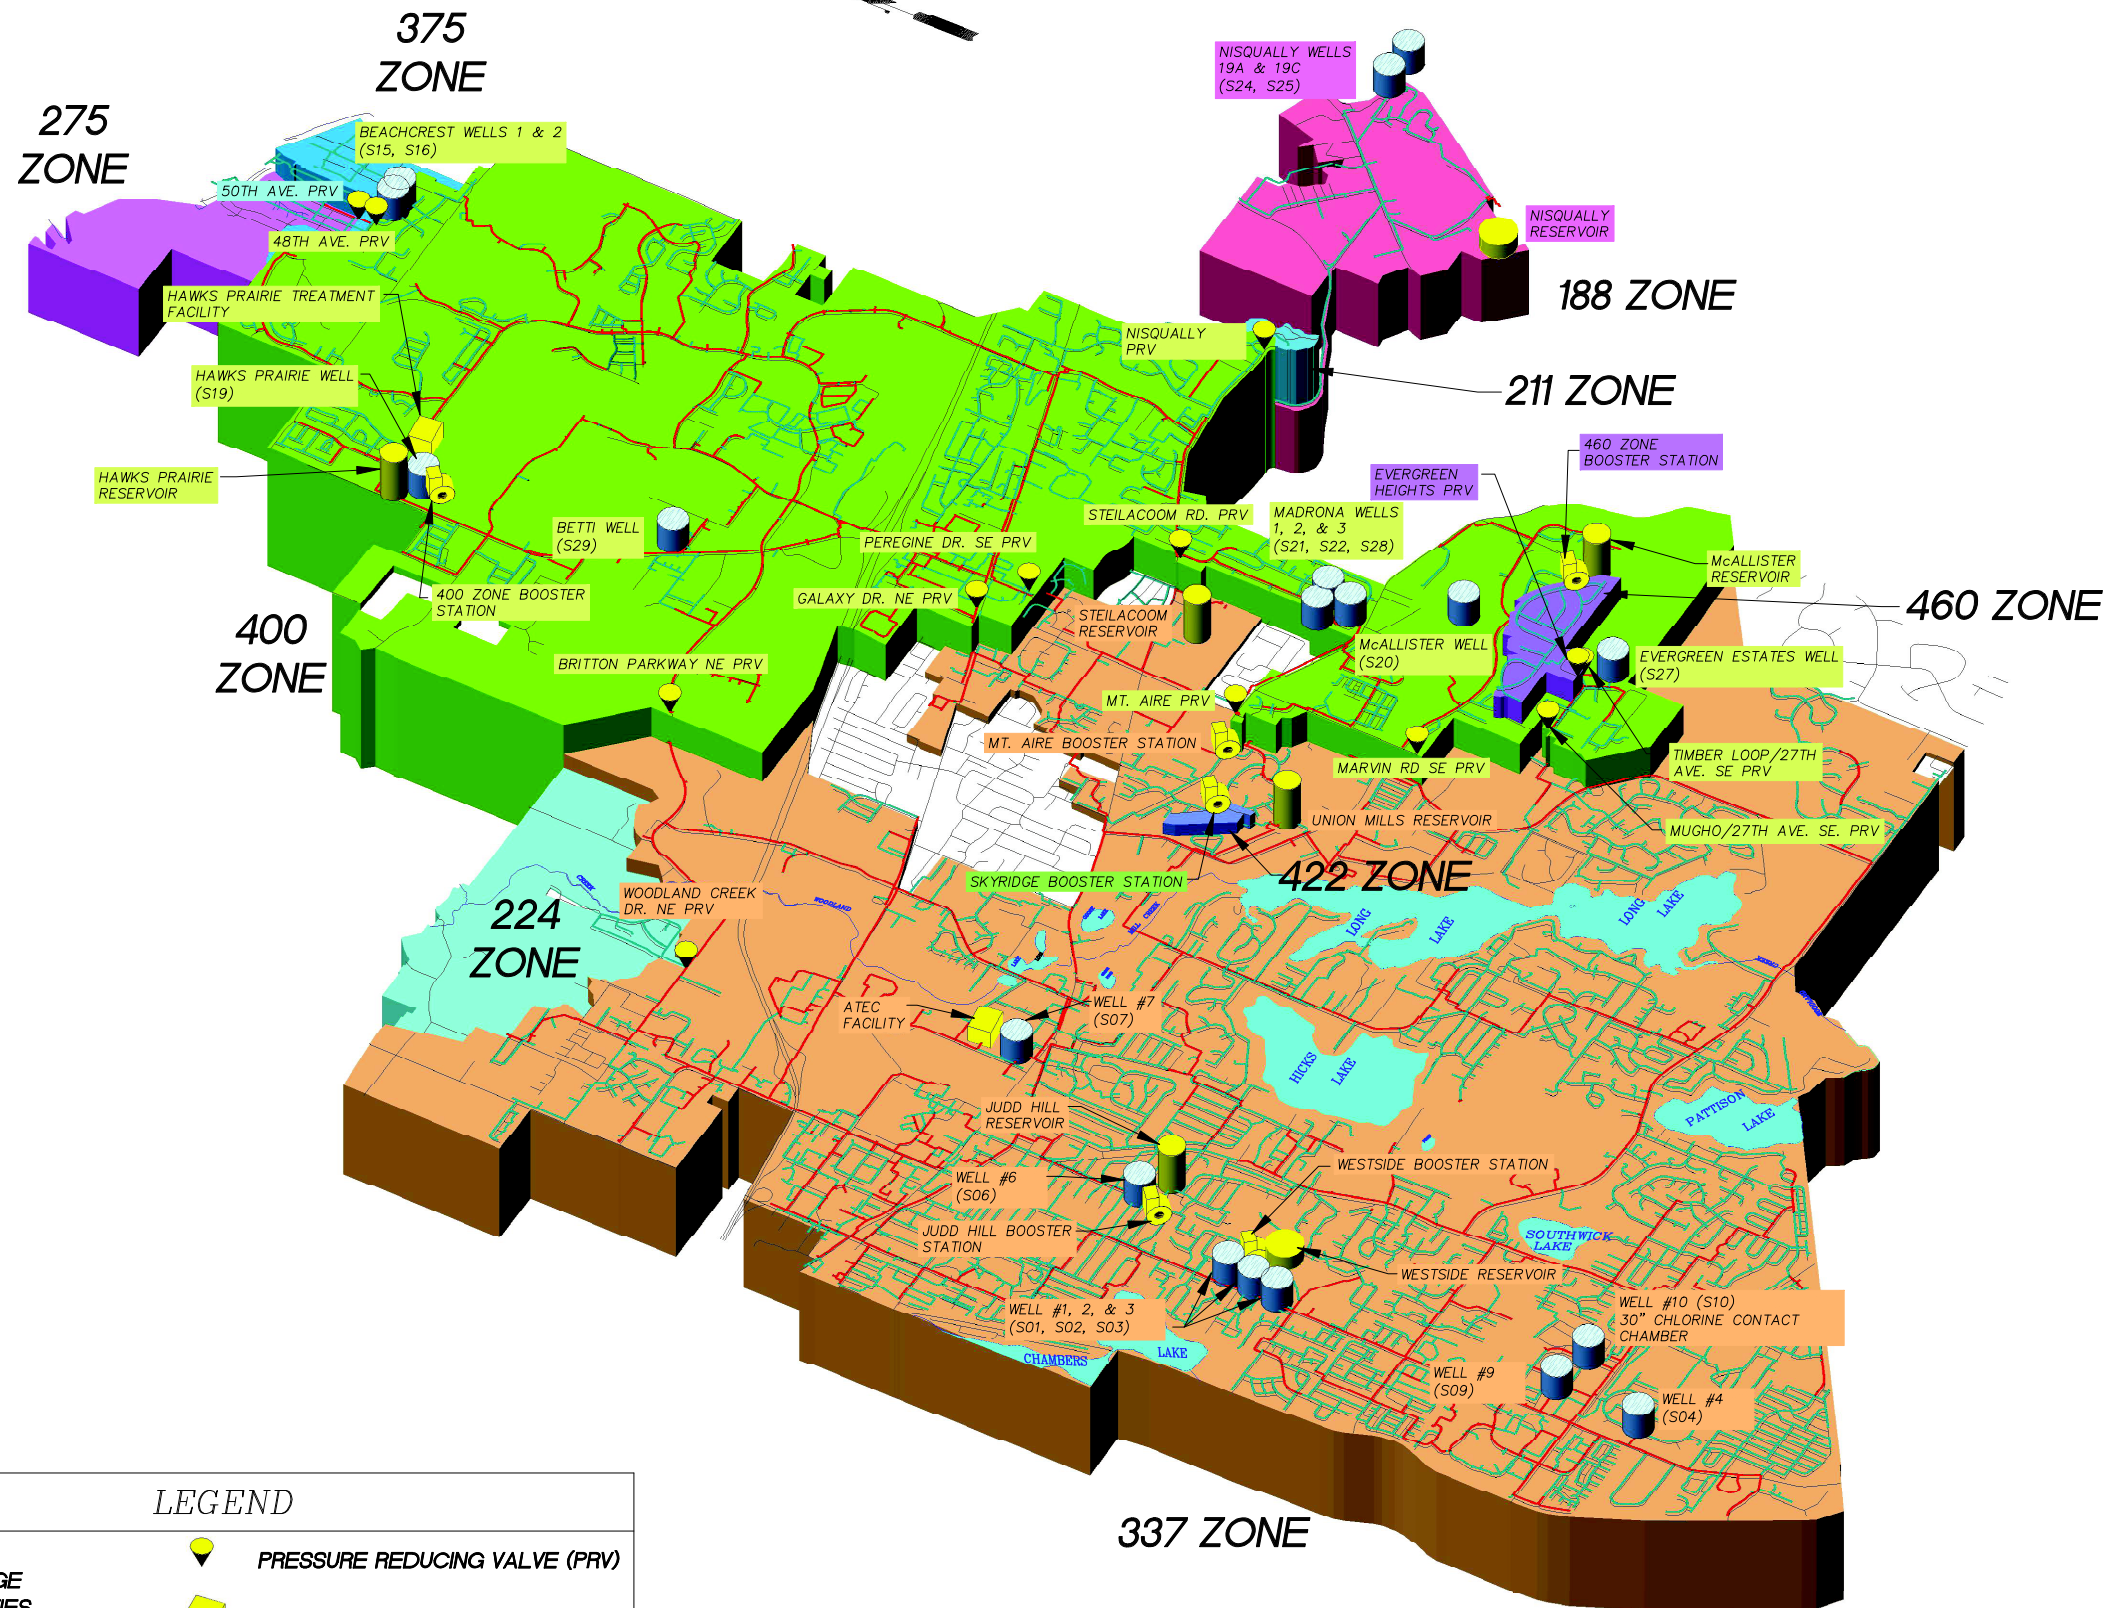 375
ZONE
275
ZONE
BEACHCREST WELLS 1 & 2
(S15, S16)
50TH AVE. PRV
48TH AVE. PRV
HAWKS PRAIRIE TREATMENT
FACILITY
HAWKS PRAIRIE WELL
(S19)
HAWKS PRAIRIE
RESERVOIR
NISQUALLY WELLS
19A & 19C
(S24, S25)
NISQUALLY
RESERVOIR
188 ZONE
NISQUALLY
PRV
211 ZONE
460 ZONE
BOOSTER STATION
EVERGREEN
HEIGHTS PRV
BETTI WELL
(S29)
STEILACOOM RD. PRV
PEREGINE DR. SE PRV
MADRONA WELLS
1, 2, & 3
(S21, S22, S28)
McALLISTER
RESERVOIR
400 ZONE BOOSTER
STATION
GALAXY DR. NE PRV
STEILACOOM
RESERVOIR
460 ZONE
400
ZONE
BRITTON PARKWAY NE PRV
McALLISTER WELL
(S20)
EVERGREEN ESTATES WELL
(S27)
MT. AIRE PRV
MT. AIRE BOOSTER STATION
MARVIN RD SE PRV
TIMBER LOOP/27TH
AVE. SE PRV
UNION MILLS RESERVOIR
MUGHO/27TH AVE. SE. PRV
SKYRIDGE BOOSTER STATION
422 ZONE
CREEK
WOODLAND CREEK
DR. NE PRV
WOODLAND
224
ZONE
MILL
CREEK
LONG
LAKE
LONG
LAKE
CREEK
ATEC
FACILITY
WELL #7
(S07)
HICKS
LAKE
PATTISON
LAKE
JUDD HILL
RESERVOIR
WELL #6
(S06)
WESTSIDE BOOSTER STATION
JUDD HILL BOOSTER
STATION
SOUTHWICK
LAKE
WESTSIDE RESERVOIR
WELL #1, 2, & 3
(S01, S02, S03)
WELL #10 (S10)
30" CHLORINE CONTACT
CHAMBER
CHAMBERS
LAKE
WELL #9
(S09)
WELL #4
(S04)
337 ZONE
LEGEND
PRESSURE REDUCING VALVE (PRV)